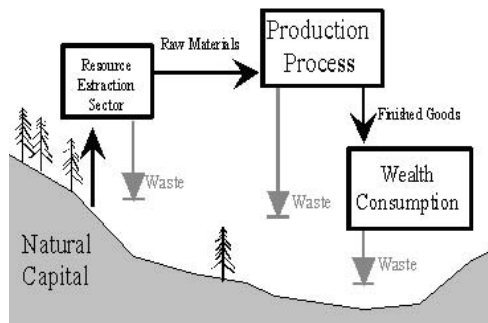 Resource
Extraction
Sector
Raw Materials
Production
Process
Finished Goods
Wealth
Consumption
Waste
Waste
Waste
Natural
Capital